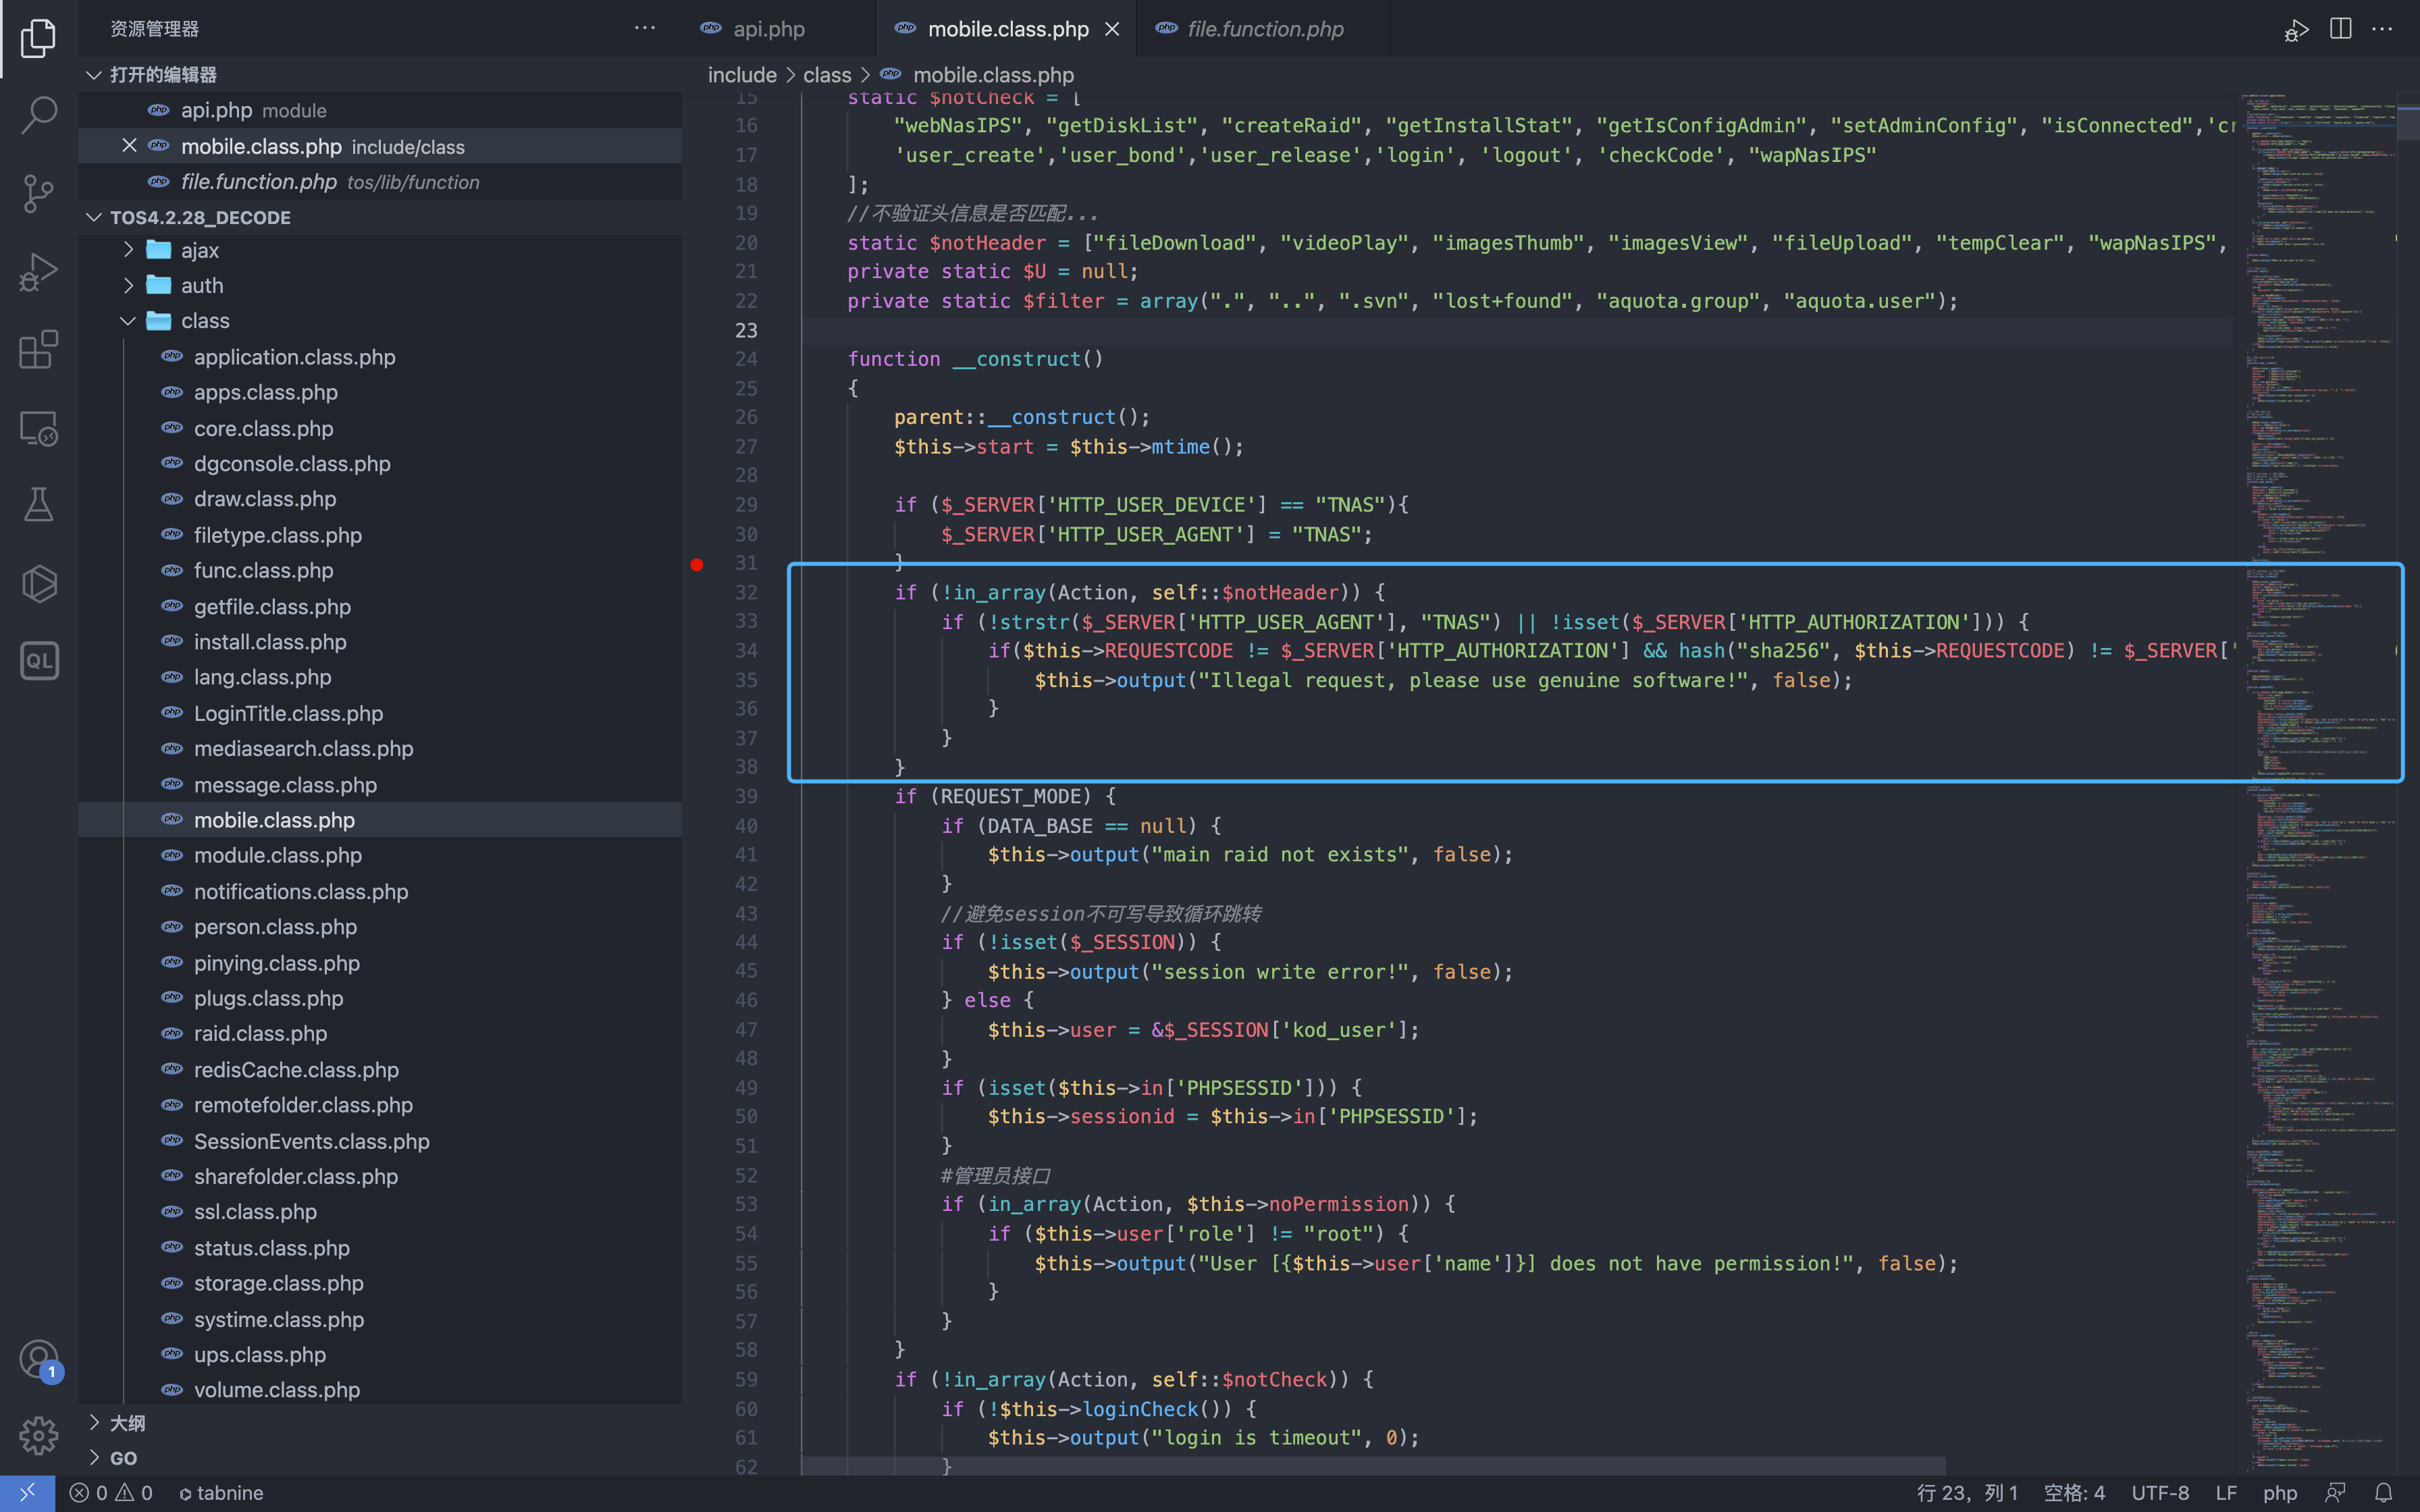 资源管理器
打开的编辑器
api.php module
mobile.class.php include/class
file.function.php tos/lib/function
TOS4.2.28_DECODE
ajax
auth
class
application.class.php
apps.class.php
core.class.php
dgconsole.class.php
draw.class.php
filetype.class.php
func.class.php
getfile.class.php
install.class.php
lang.class.php
LoginTitle.class.php
mediasearch.class.php
message.class.php
mobile.class.php
module.class.php
notifications.class.php
person.class.php
pinying.class.php
plugs.class.php
raid.class.php
redisCache.class.php
remotefolder.class.php
SessionEvents.class.php
sharefolder.class.php
ssl.class.php
status.class.php
storage.class.php
systime.class.php
ups.class.php
volume.class.php
大纲
GO
QL
1
api.php
mobile.class.php
file.function.php
include > class > mobile.class.php
15 static $notCheck = [
16 "webNasIPS", "getDiskList", "createRaid", "getInstallStat", "getIsConfigAdmin", "setAdminConfig", "isConnected",'cr
17 'user_create','user_bond','user_release','login', 'logout', 'checkCode', "wapNasIPS"
18 ];
19 //不验证头信息是否匹配...
20 static $notHeader = ["fileDownload", "videoPlay", "imagesThumb", "imagesView", "fileUpload", "tempClear", "wapNasIPS",
21 private static $U = null;
22 private static $filter = array(".", "..", ".svn", "lost+found", "aquota.group", "aquota.user");
23
24 function __construct()
25 {
26 parent::__construct();
27 $this->start = $this->mtime();
28
29 if ($_SERVER['HTTP_USER_DEVICE'] == "TNAS"){
30 $_SERVER['HTTP_USER_AGENT'] = "TNAS";
31 }
32 if (!in_array(Action, self::$notHeader)) {
33 if (!strstr($_SERVER['HTTP_USER_AGENT'], "TNAS") || !isset($_SERVER['HTTP_AUTHORIZATION'])) {
34 if($this->REQUESTCODE != $_SERVER['HTTP_AUTHORIZATION'] && hash("sha256", $this->REQUESTCODE) != $_SERVER['
35 $this->output("Illegal request, please use genuine software!", false);
36 }
37 }
38 }
39 if (REQUEST_MODE) {
40 if (DATA_BASE == null) {
41 $this->output("main raid not exists", false);
42 }
43 //避免session不可写导致循环跳转
44 if (!isset($_SESSION)) {
45 $this->output("session write error!", false);
46 } else {
47 $this->user = &$_SESSION['kod_user'];
48 }
49 if (isset($this->in['PHPSESSID'])) {
50 $this->sessionid = $this->in['PHPSESSID'];
51 }
52 #管理员接口
53 if (in_array(Action, $this->noPermission)) {
54 if ($this->user['role'] != "root") {
55 $this->output("User [{$this->user['name']}] does not have permission!", false);
56 }
57 }
58 }
59 if (!in_array(Action, self::$notCheck)) {
60 if (!$this->loginCheck()) {
61 $this->output("login is timeout", 0);
62 }
0 0 tabnine
行 23，列 1 空格: 4 UTF-8 LF php